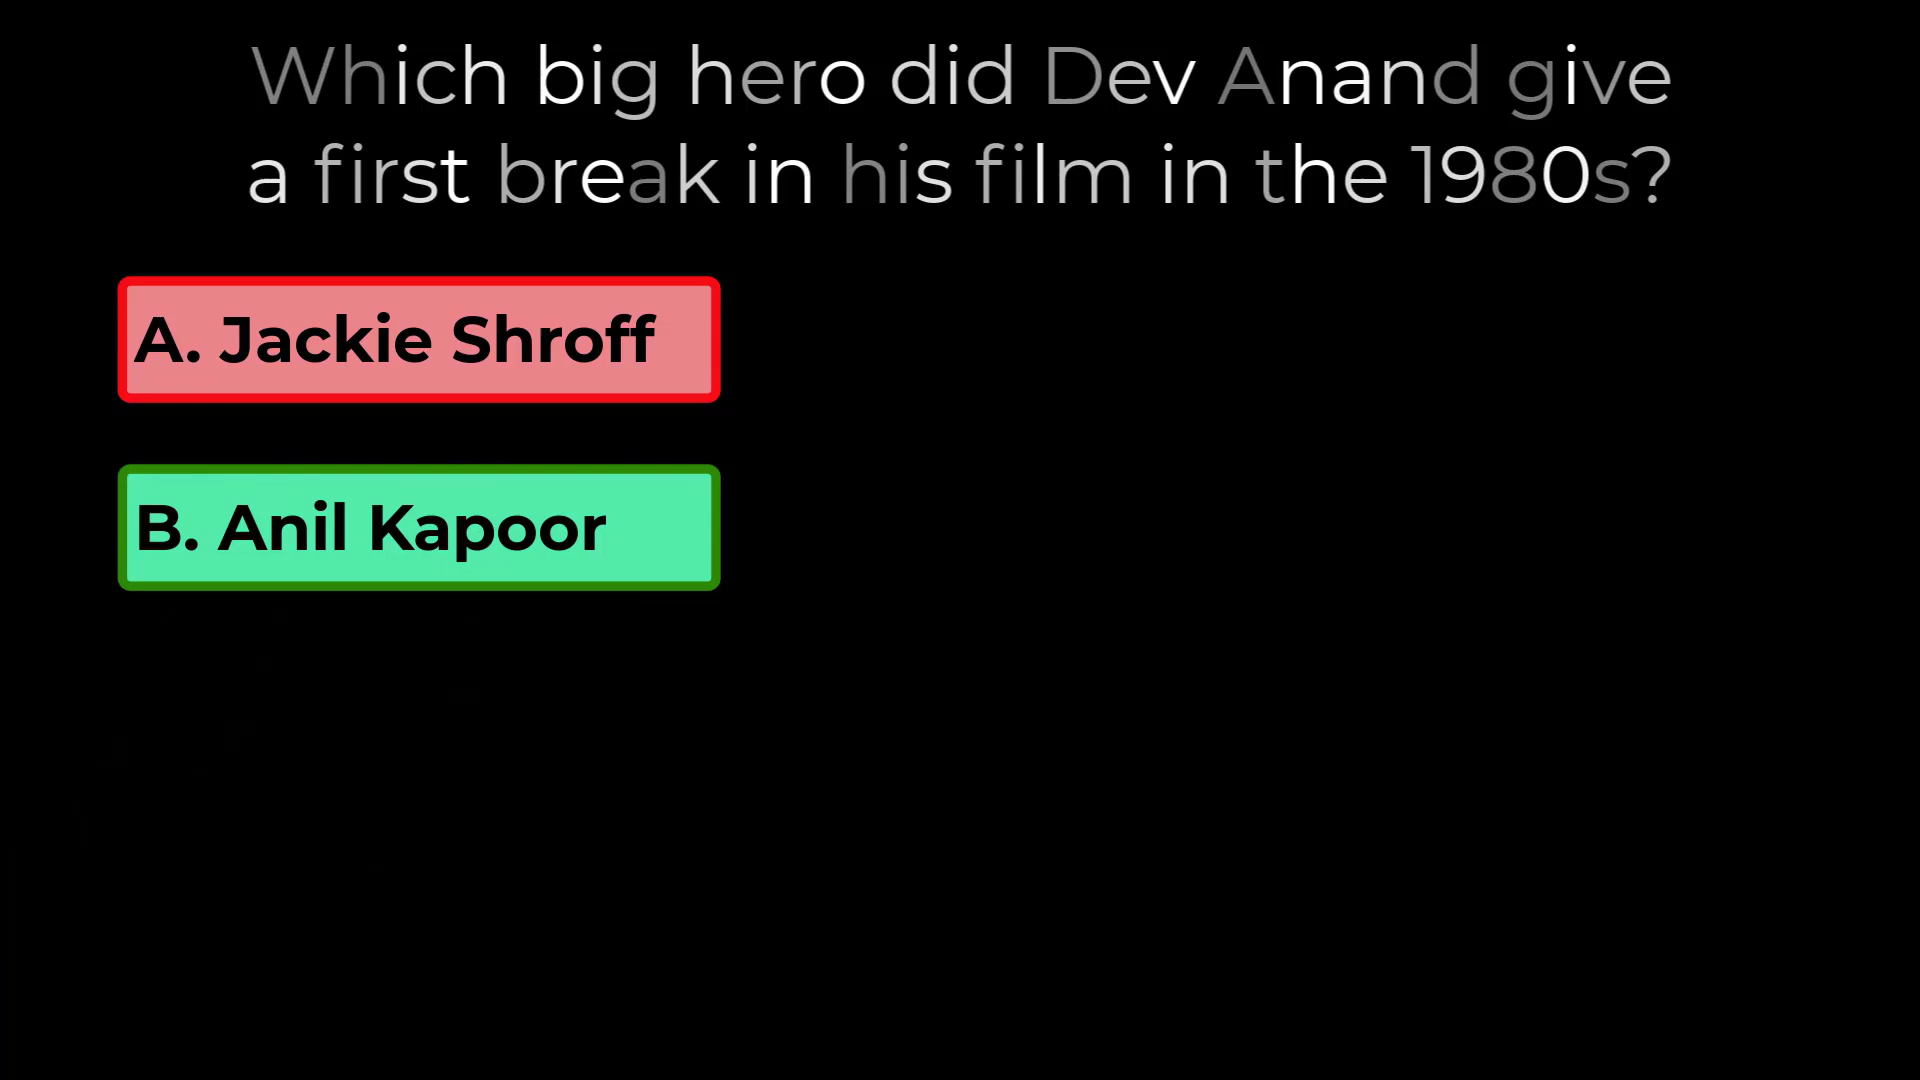 Which big hero did Dev Anand give
a first break in his film in the 1980s?
A. Jackie Shroff
B. Anil Kapoor